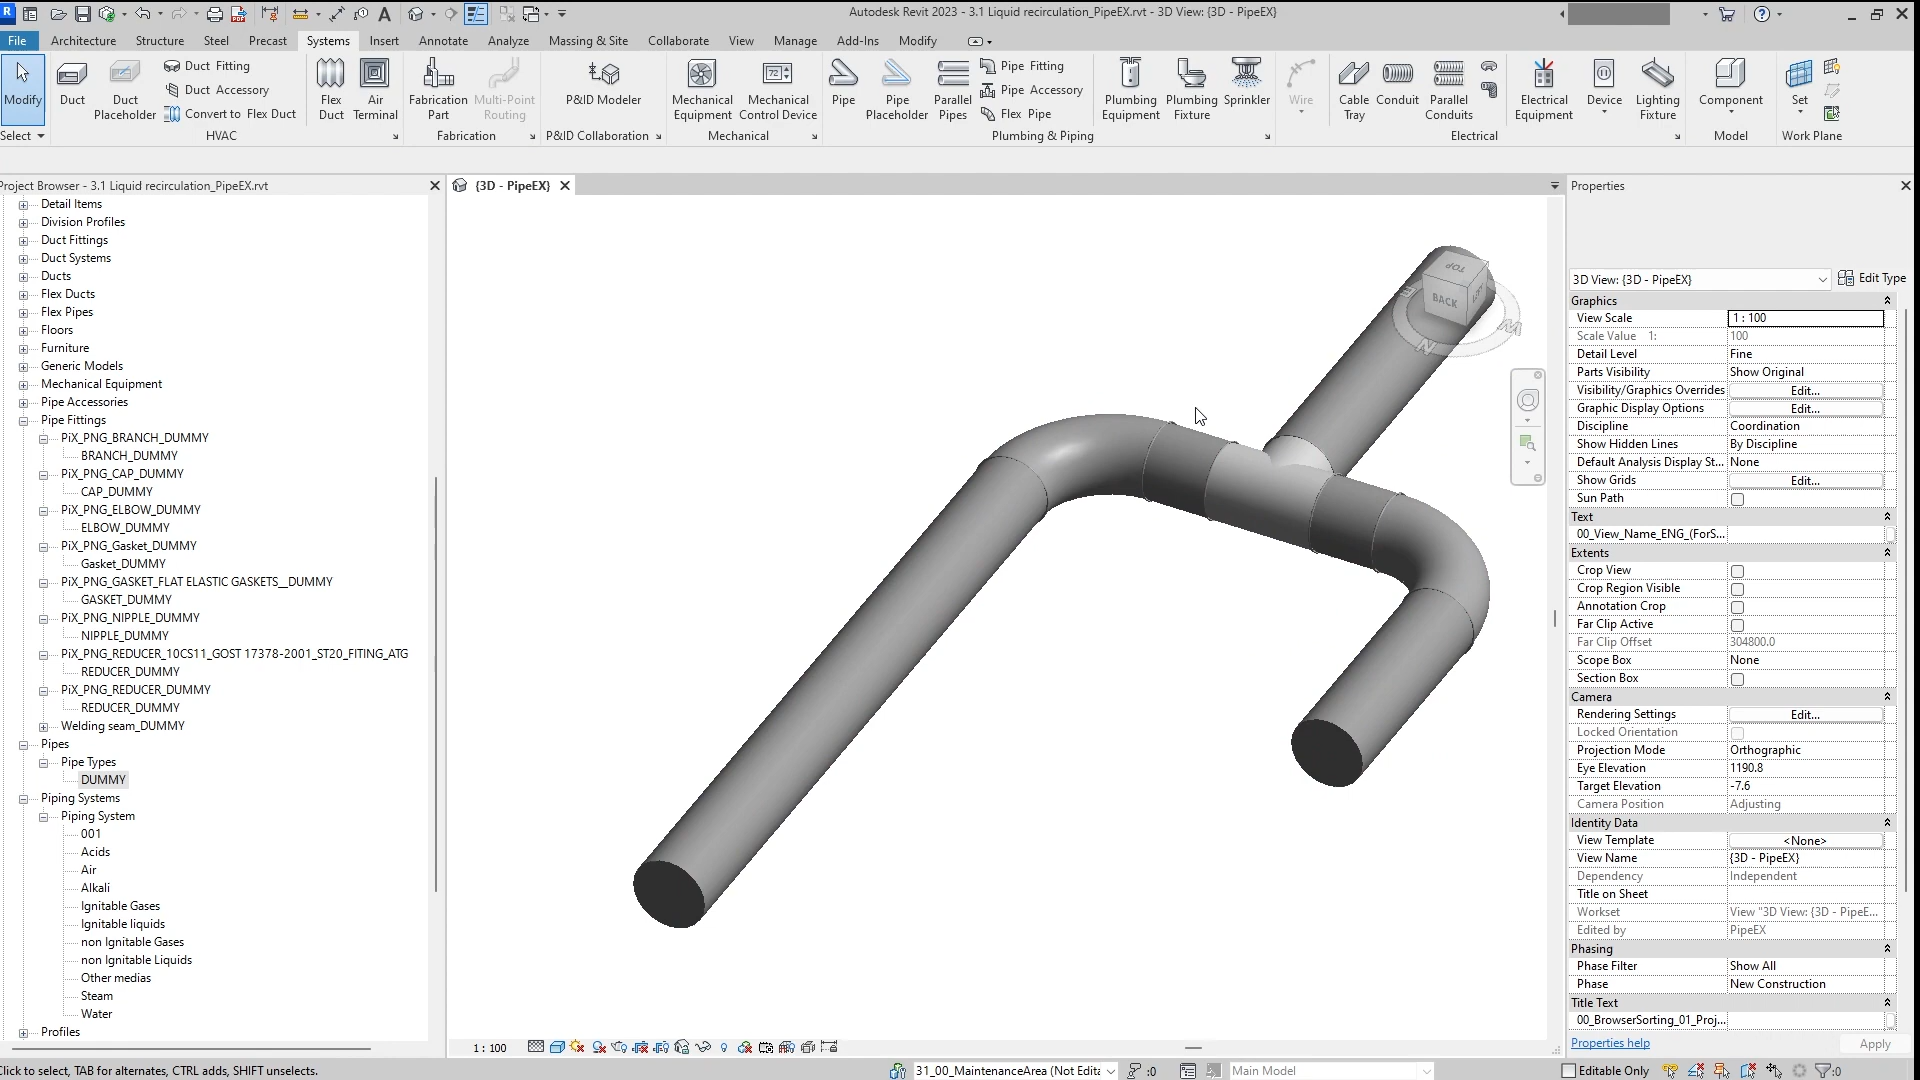 Autodesk Revit 2023 - 3.1 Liquid recirculation_PipeEX.rvt - 3D View: {3D - PipeEX}
File Architecture Structure Steel Precast Systems Insert Annotate Analyze Massing & Site Collaborate View Manage Add-Ins Modify
Modify
Select
Duct
Duct Placeholder
Duct Fitting
Duct Accessory
Convert to Flex Duct
Flex Duct
Air Terminal
HVAC
Fabrication Part
Multi-Point Routing
Fabrication
P&ID Modeler
P&ID Collaboration
Mechanical Equipment
Mechanical Control Device
Mechanical
Pipe
Pipe Placeholder
Parallel Pipes
Pipe Fitting
Pipe Accessory
Flex Pipe
Plumbing Equipment
Plumbing Fixture
Sprinkler
Plumbing & Piping
Wire
Cable Tray
Conduit
Parallel Conduits
Electrical Equipment
Device
Lighting Fixture
Electrical
Component
Model
Set
Work Plane
Project Browser - 3.1 Liquid recirculation_PipeEX.rvt
Detail Items
Division Profiles
Duct Fittings
Duct Systems
Ducts
Flex Ducts
Flex Pipes
Floors
Furniture
Generic Models
Mechanical Equipment
Pipe Accessories
Pipe Fittings
PiX_PNG_BRANCH_DUMMY
BRANCH_DUMMY
PiX_PNG_CAP_DUMMY
CAP_DUMMY
PiX_PNG_ELBOW_DUMMY
ELBOW_DUMMY
PiX_PNG_Gasket_DUMMY
Gasket_DUMMY
PiX_PNG_GASKET_FLAT ELASTIC GASKETS__DUMMY
GASKET_DUMMY
PiX_PNG_NIPPLE_DUMMY
NIPPLE_DUMMY
PiX_PNG_REDUCER_10CS11_GOST 17378-2001_ST20_FITING_ATG
REDUCER_DUMMY
PiX_PNG_REDUCER_DUMMY
REDUCER_DUMMY
Welding seam_DUMMY
Pipes
Pipe Types
DUMMY
Piping Systems
Piping System
001
Acids
Air
Alkali
Ignitable Gases
Ignitable liquids
non Ignitable Gases
non Ignitable Liquids
Other medias
Steam
Water
Profiles
{3D - PipeEX}
TOP
BACK
N
W
1 : 100
Properties
3D View: {3D - PipeEX} Edit Type
Graphics
View Scale 1 : 100
Scale Value 1: 100
Detail Level Fine
Parts Visibility Show Original
Visibility/Graphics Overrides Edit...
Graphic Display Options Edit...
Discipline Coordination
Show Hidden Lines By Discipline
Default Analysis Display St... None
Show Grids Edit...
Sun Path
Text
00_View_Name_ENG_(ForS...
Extents
Crop View
Crop Region Visible
Annotation Crop
Far Clip Active
Far Clip Offset 304800.0
Scope Box None
Section Box
Camera
Rendering Settings Edit...
Locked Orientation
Projection Mode Orthographic
Eye Elevation 1190.8
Target Elevation -7.6
Camera Position Adjusting
Identity Data
View Template <None>
View Name {3D - PipeEX}
Dependency Independent
Title on Sheet
Workset View "3D View: {3D - PipeE...
Edited by PipeEX
Phasing
Phase Filter Show All
Phase New Construction
Title Text
00_BrowserSorting_01_Proj...
Properties help Apply
Click to select, TAB for alternates, CTRL adds, SHIFT unselects.
31_00_MaintenanceArea (Not Edita :0 Main Model Editable Only :0